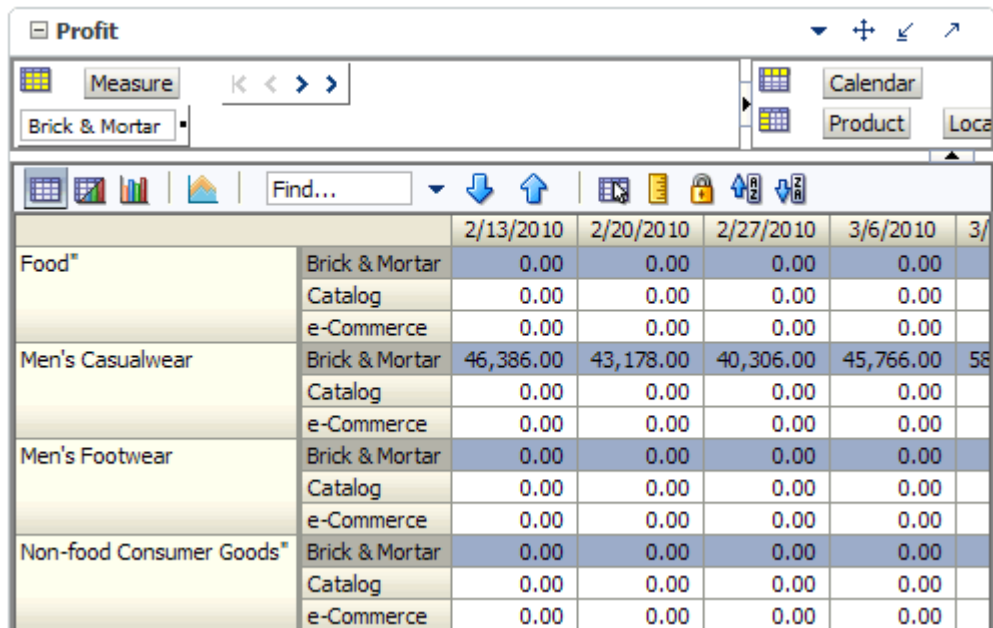 Profit
Measure
Calendar
Brick & Mortar
Product
Loca
Find...
2/13/2010 2/20/2010 2/27/2010 3/6/2010 3/
Food" Brick & Mortar 0.00 0.00 0.00 0.00
Catalog 0.00 0.00 0.00 0.00
e-Commerce 0.00 0.00 0.00 0.00
Men's Casualwear Brick & Mortar 46,386.00 43,178.00 40,306.00 45,766.00 58
Catalog 0.00 0.00 0.00 0.00
e-Commerce 0.00 0.00 0.00 0.00
Men's Footwear Brick & Mortar 0.00 0.00 0.00 0.00
Catalog 0.00 0.00 0.00 0.00
e-Commerce 0.00 0.00 0.00 0.00
Non-food Consumer Goods" Brick & Mortar 0.00 0.00 0.00 0.00
Catalog 0.00 0.00 0.00 0.00
e-Commerce 0.00 0.00 0.00 0.00